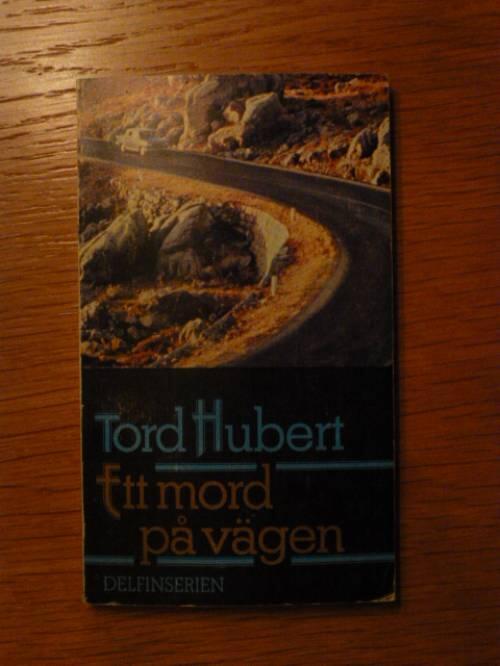 Tord Hubert
Ett mord
på vägen
DELFINSERIEN